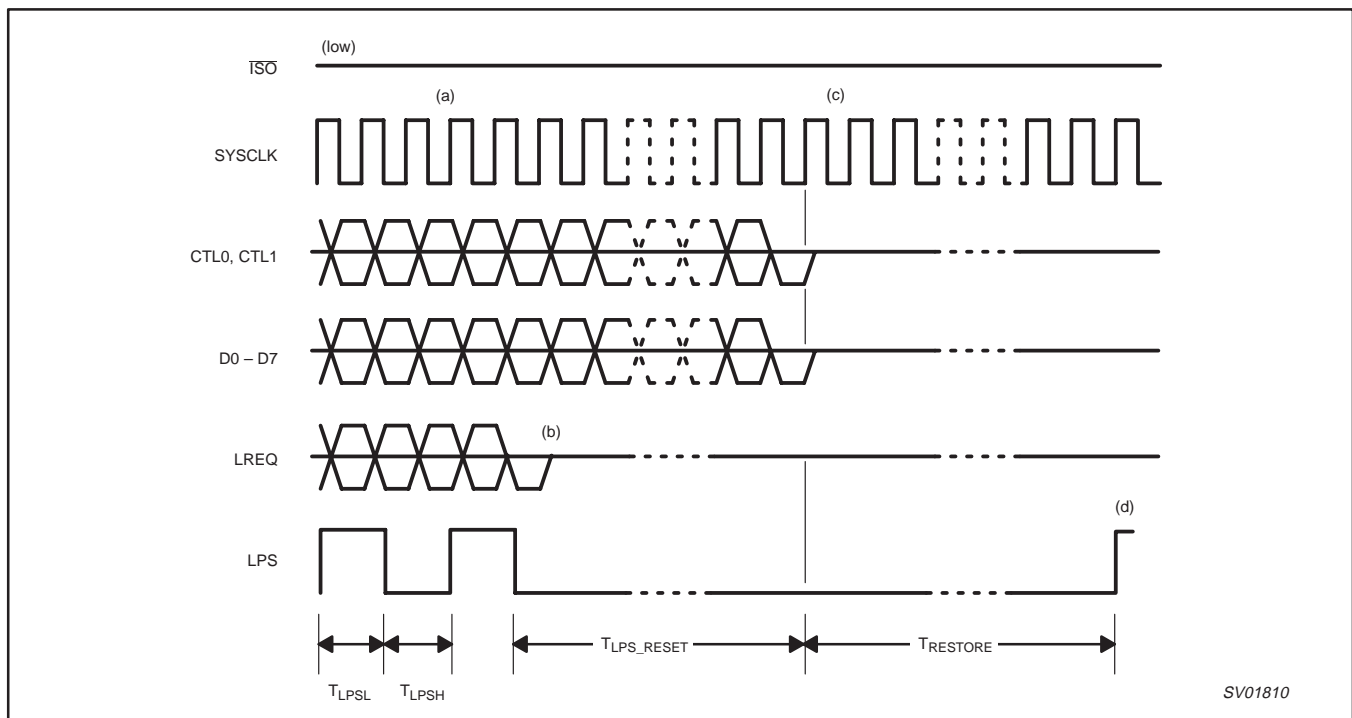 (low)
ISO
(a)
(c)
SYSCLK
CTL0, CTL1
D0 – D7
(b)
LREQ
(d)
LPS
TLPS_RESET
TRESTORE
TLPSL
TLPSH
SV01810